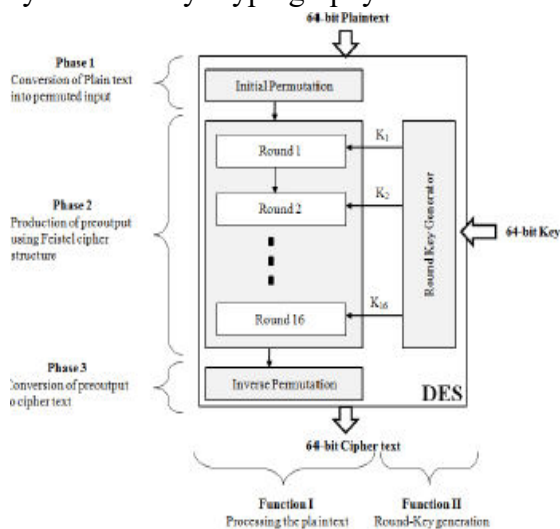 64-bit Plaintext
Phase 1
Conversion of Plain text
into permuted input
Initial Permutation
Phase 2
Production of preoutput
using Feistel cipher
structure
Round 1
K1
Round 2
K2
Round 16
K16
Round Key Generator
64-bit Key
Phase 3
Conversion of preoutput
o cipher text
Inverse Permutation
DES
64-bit Cipher text
Function I
Processing the plaintext
Function II
Round-Key generation